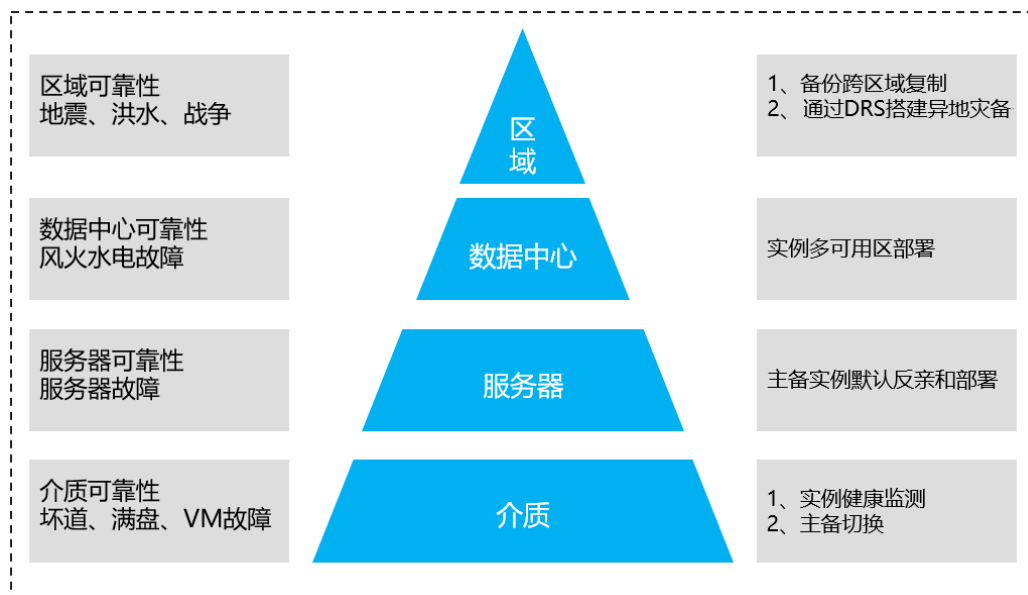 区域可靠性
地震、洪水、战争
区
域
1、备份跨区域复制
2、通过DRS搭建异地灾备
数据中心可靠性
风火水电故障
数据中心
实例多可用区部署
服务器可靠性
服务器故障
服务器
主备实例默认反亲和部署
介质可靠性
坏道、满盘、VM故障
介质
1、实例健康监测
2、主备切换